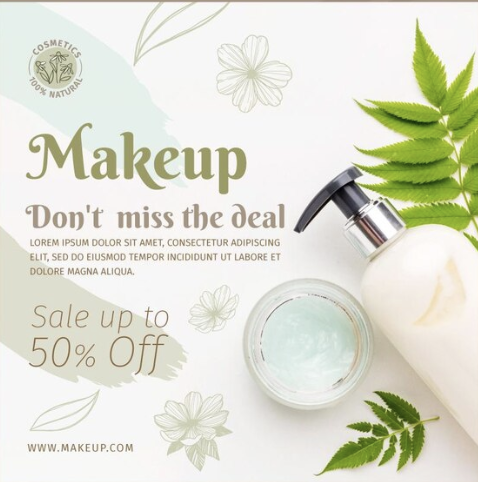 COSMETICS
100% NATURAL
Makeup
Don't miss the deal
LOREM IPSUM DOLOR SIT AMET, CONSECTETUR ADIPISCING
ELIT, SED DO EIUSMOD TEMPOR INCIDIDUNT UT LABORE ET
DOLORE MAGNA ALIQUA.
Sale up to
50% Off
WWW.MAKEUP.COM